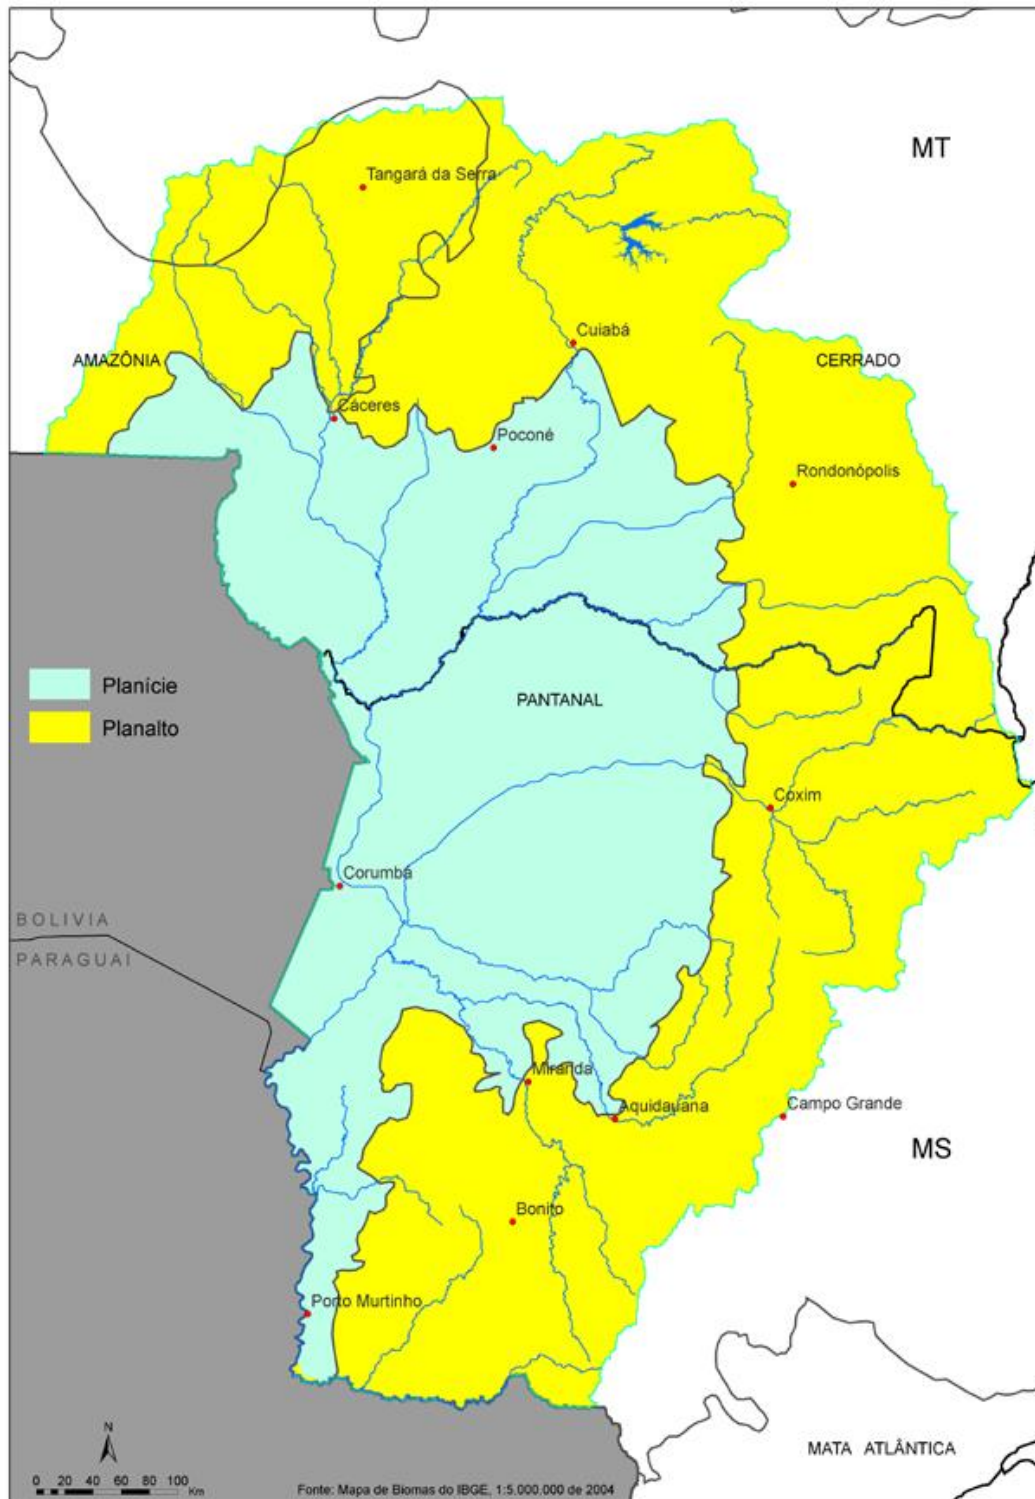 MT
Tangará da Serra
Cuiabá
AMAZÔNIA
CERRADO
Cáceres
Poconé
Rondonópolis
Planície
Planalto
PANTANAL
Coxim
Corumbá
BOLIVIA
PARAGUAI
Miranda
Aquidauana
Campo Grande
MS
Bonito
Porto Murtinho
N
MATA ATLÂNTICA
0 20 40 60 80 100
Km
Fonte: Mapa de Biomas do IBGE, 1:5.000.000 de 2004